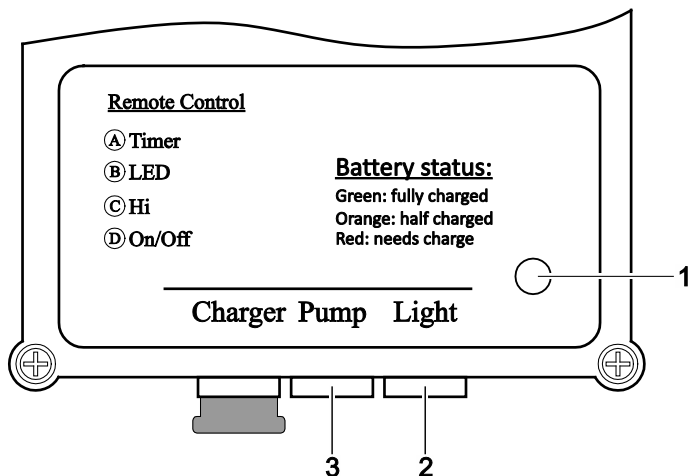 Remote Control
Ⓐ Timer
Ⓑ LED
Ⓒ Hi
Ⓓ On/Off
Battery status:
Green: fully charged
Orange: half charged
Red: needs charge
1
Charger Pump Light
3 2